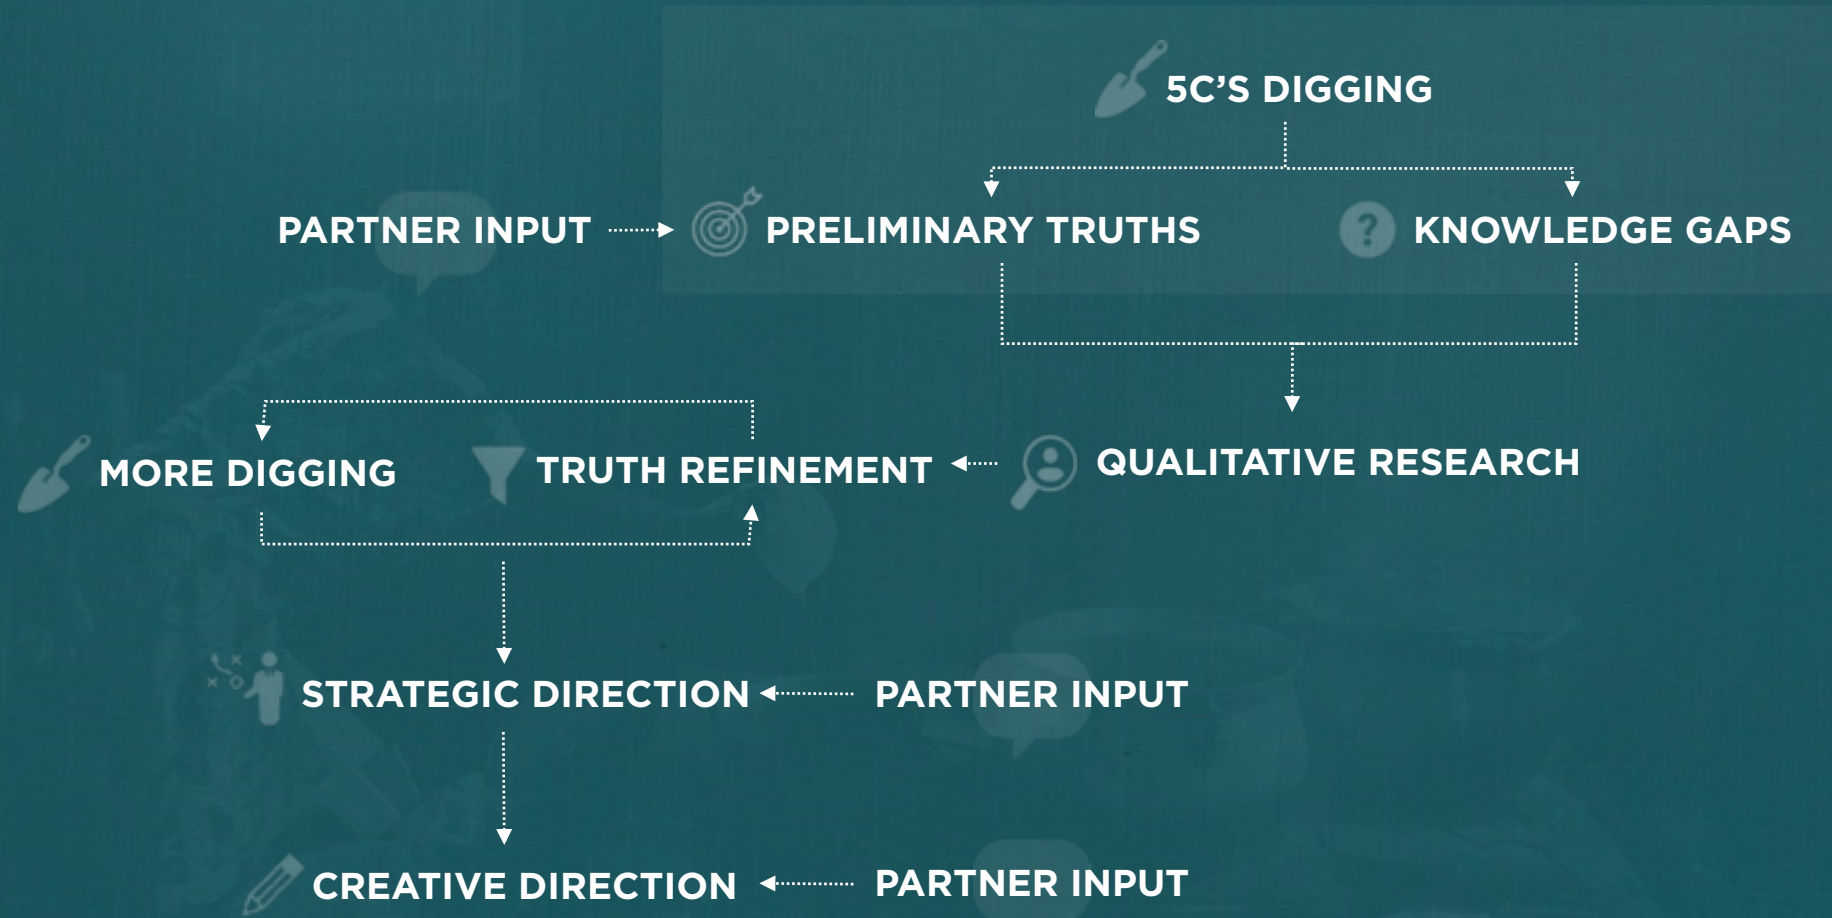 5C'S DIGGING
PARTNER INPUT
PRELIMINARY TRUTHS
? KNOWLEDGE GAPS
MORE DIGGING
TRUTH REFINEMENT
QUALITATIVE RESEARCH
STRATEGIC DIRECTION
PARTNER INPUT
CREATIVE DIRECTION
PARTNER INPUT